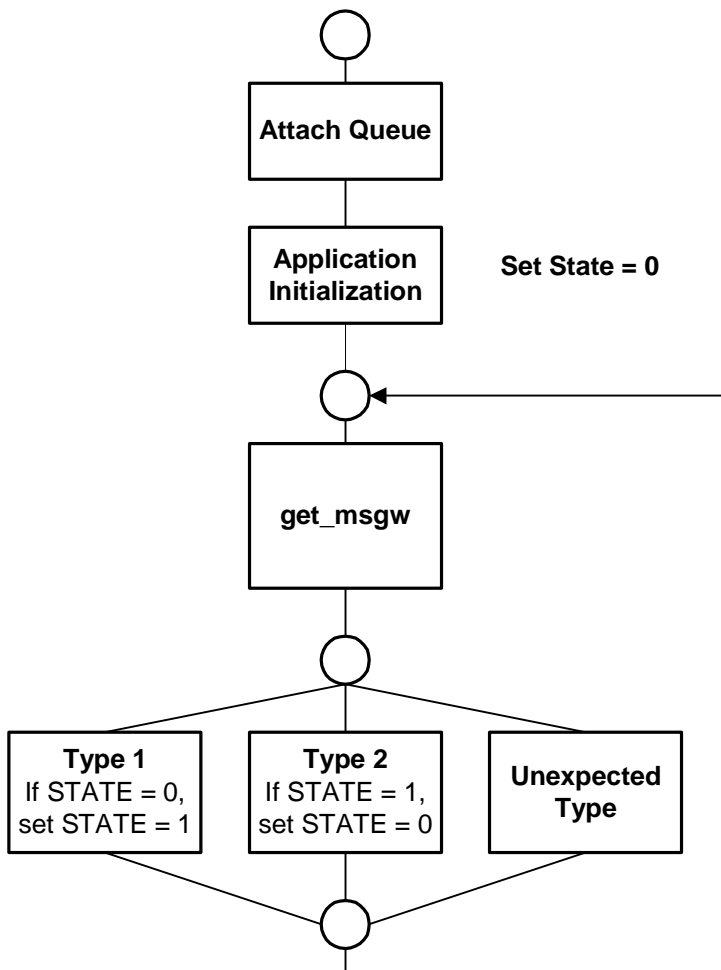 Attach Queue
Application
Initialization
Set State = 0
get_msgw
Type 1
If STATE = 0,
set STATE = 1
Type 2
If STATE = 1,
set STATE = 0
Unexpected
Type